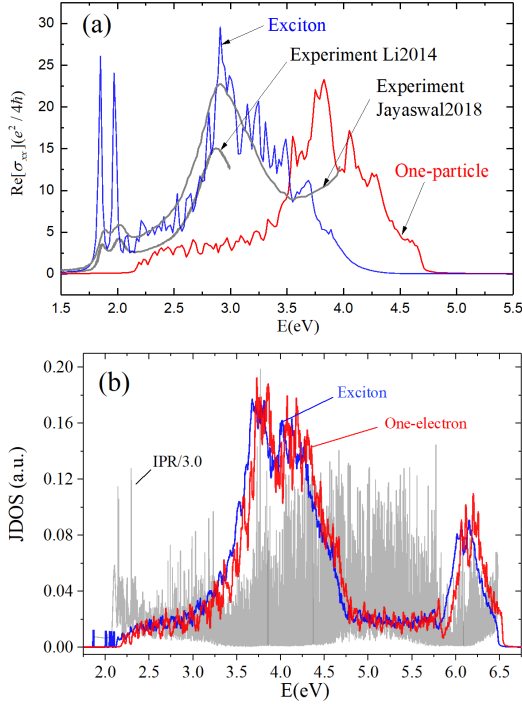 (a)
Exciton
Experiment Li2014
Experiment
Jayaswal2018
One-particle
Re[σxx](e² / 4ℏ)
30
25
20
15
10
5
0
1.5 2.0 2.5 3.0 3.5 4.0 4.5 5.0 5.5
E(eV)
(b)
Exciton
One-electron
IPR/3.0
JDOS (a.u.)
0.20
0.16
0.12
0.08
0.04
0.00
2.0 2.5 3.0 3.5 4.0 4.5 5.0 5.5 6.0 6.5
E(eV)